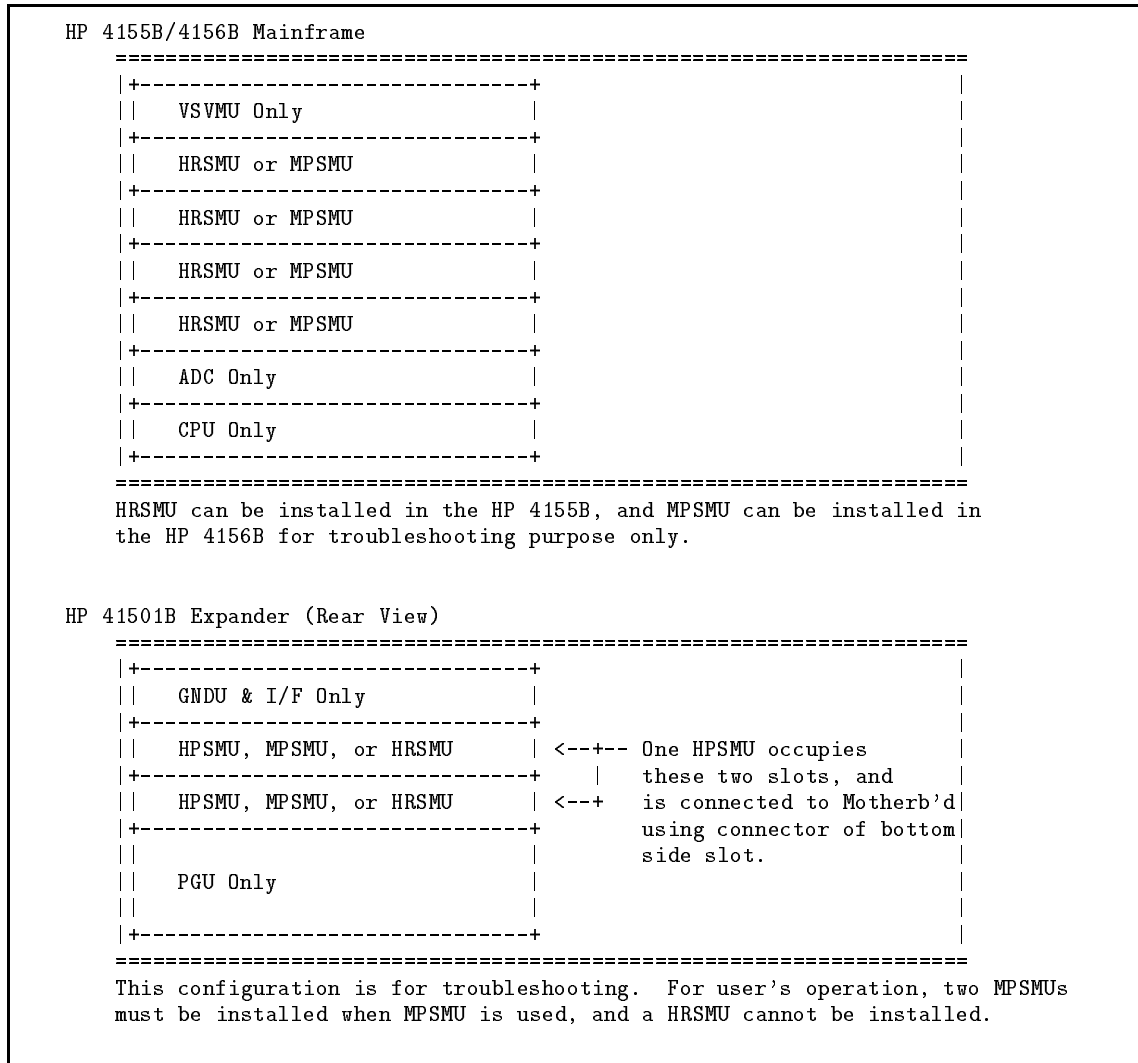 HP 4155B/4156B Mainframe
====================================================================
|+-------------------------------+                                  |
||   VSVMU Only                  |                                  |
|+-------------------------------+                                  |
||   HRSMU or MPSMU              |                                  |
|+-------------------------------+                                  |
||   HRSMU or MPSMU              |                                  |
|+-------------------------------+                                  |
||   HRSMU or MPSMU              |                                  |
|+-------------------------------+                                  |
||   HRSMU or MPSMU              |                                  |
|+-------------------------------+                                  |
||   ADC Only                    |                                  |
|+-------------------------------+                                  |
||   CPU Only                    |                                  |
|+-------------------------------+                                  |
====================================================================
HRSMU can be installed in the HP 4155B, and MPSMU can be installed in
the HP 4156B for troubleshooting purpose only.
HP 41501B Expander (Rear View)
====================================================================
|+-------------------------------+                                  |
||   GNDU & I/F Only             |                                  |
|+-------------------------------+                                  |
||   HPSMU, MPSMU, or HRSMU      | <--+-- One HPSMU occupies        |
|+-------------------------------+    |   these two slots, and      |
||   HPSMU, MPSMU, or HRSMU      | <--+   is connected to Motherb'd|
|+-------------------------------+        using connector of bottom|
||                               |        side slot.                |
||   PGU Only                    |                                  |
||                               |                                  |
|+-------------------------------+                                  |
====================================================================
This configuration is for troubleshooting.  For user's operation, two MPSMUs
must be installed when MPSMU is used, and a HRSMU cannot be installed.